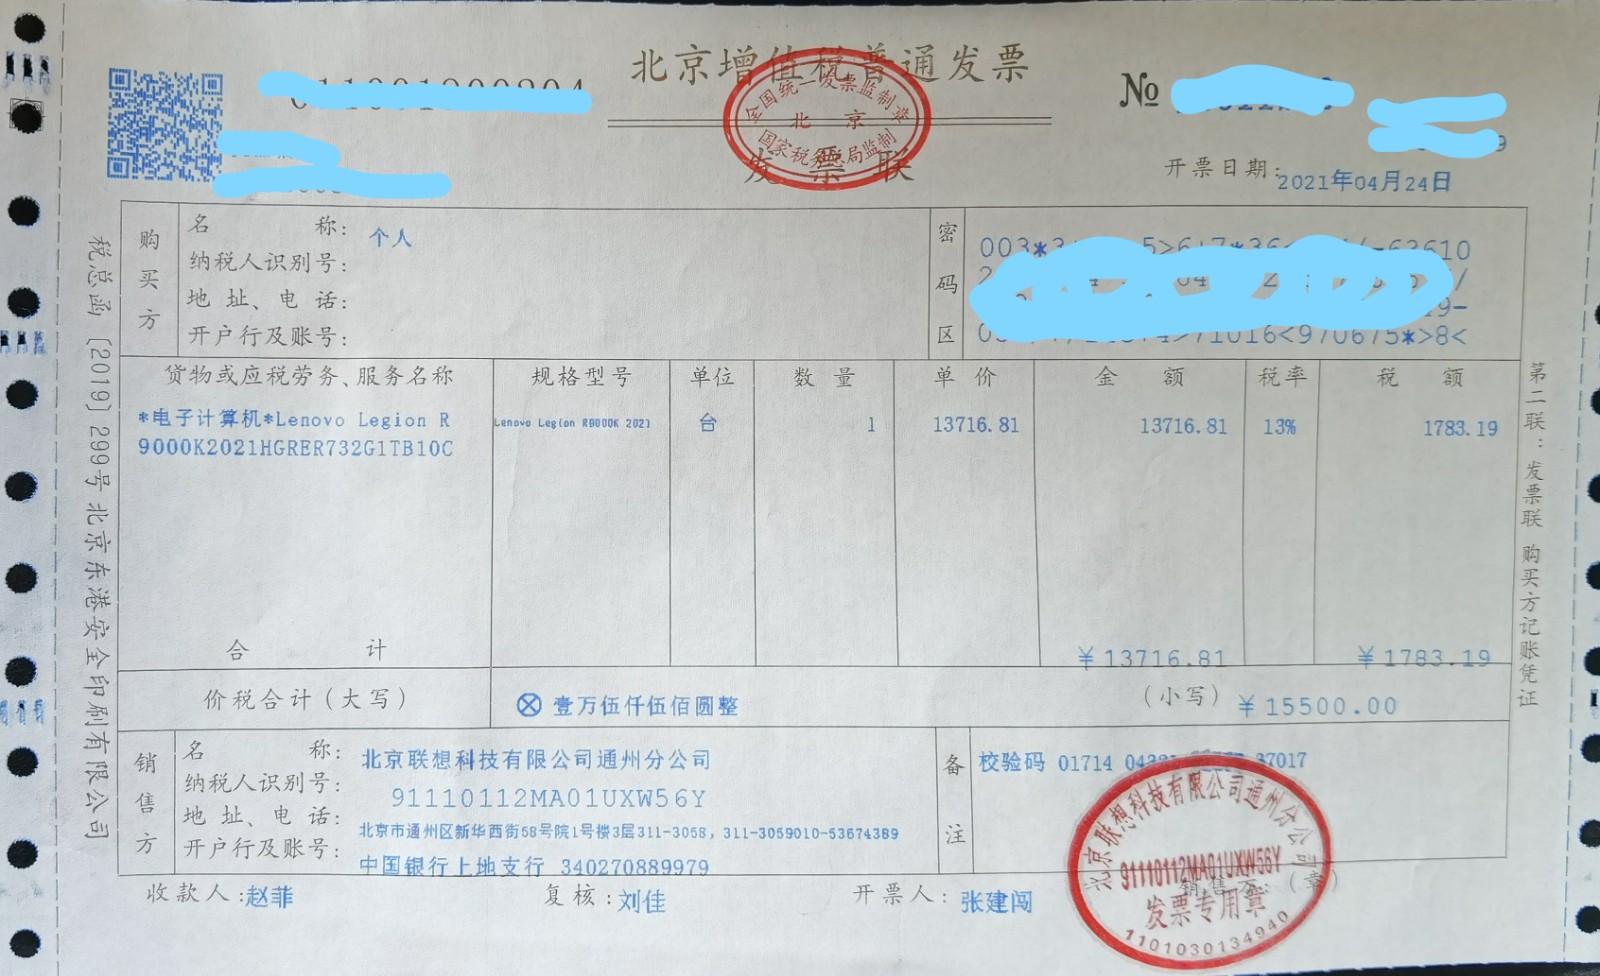 北京增值税普通发票
全国统一发票监制章
北京
国家税务总局监制
发票联
№
开票日期: 2021年04月24日
税总函〔2019〕299号北京东港安全印刷有限公司
第二联：发票联 购买方记账凭证
购买方
名称: 个人
纳税人识别号:
地址、电话:
开户行及账号:
密码区
货物或应税劳务、服务名称 规格型号 单位 数量 单价 金额 税率 税额
*电子计算机*Lenovo Legion R Lenovo Legion R9000K 2021 台 1 13716.81 13716.81 13% 1783.19
9000K2021HGRER732G1TB10C
合计 ¥13716.81 ¥1783.19
价税合计(大写) ⊗壹万伍仟伍佰圆整 (小写) ¥15500.00
销售方
名称: 北京联想科技有限公司通州分公司
纳税人识别号: 91110112MA01UXW56Y
地址、电话: 北京市通州区新华西街58号院1号楼3层311-3058，311-3059010-53674389
开户行及账号: 中国银行上地支行 340270889979
备注
校验码 01714 37017
收款人:赵菲 复核:刘佳 开票人:张建闯 销售方:(章)
北京联想科技有限公司通州分公司
91110112MA01UXW56Y
发票专用章
1101030134940